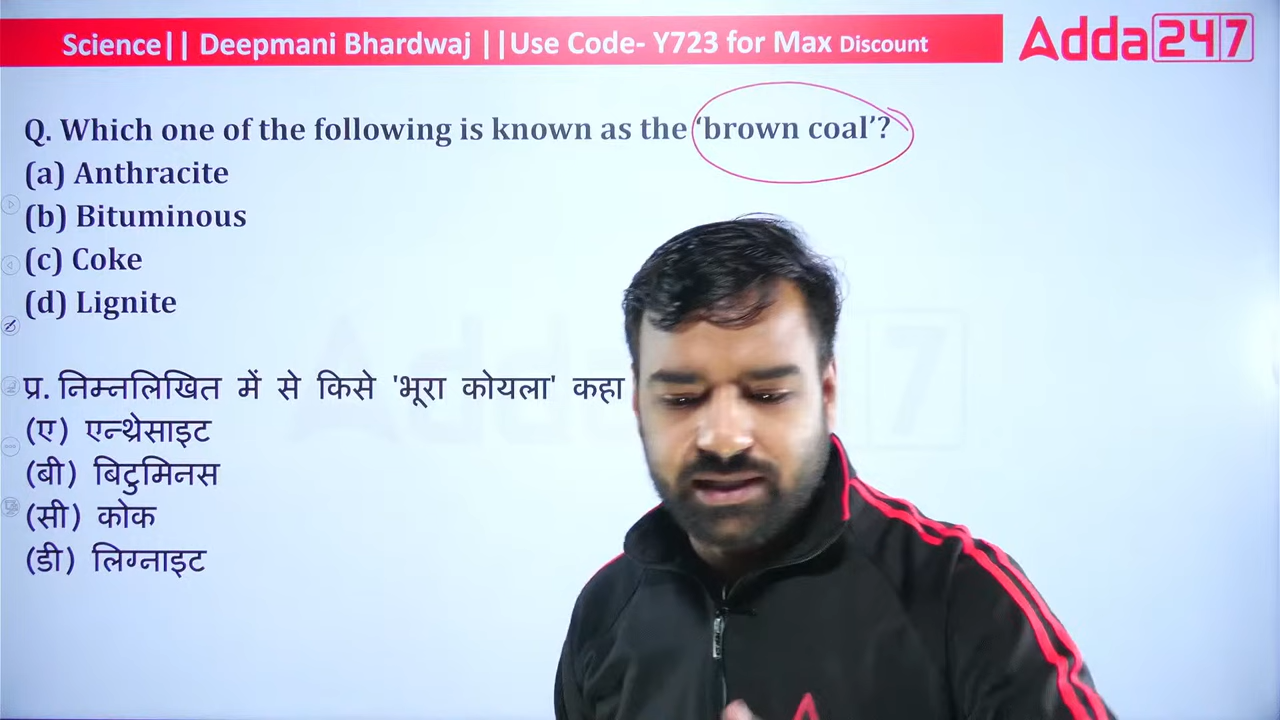 Science|| Deepmani Bhardwaj ||Use Code- Y723 for Max Discount
Adda247
Q. Which one of the following is known as the ‘brown coal’?
(a) Anthracite
(b) Bituminous
(c) Coke
(d) Lignite
प्र. निम्नलिखित में से किसे 'भूरा कोयला' कहा
(ए) एन्थ्रेसाइट
(बी) बिटुमिनस
(सी) कोक
(डी) लिग्नाइट